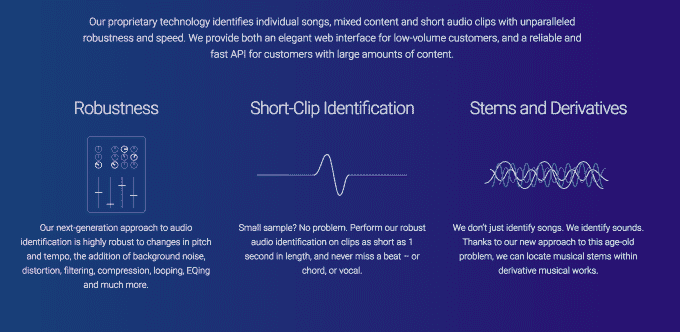 Our proprietary technology identifies individual songs, mixed content and short audio clips with unparalleled
robustness and speed. We provide both an elegant web interface for low-volume customers, and a reliable and
fast API for customers with large amounts of content.
Robustness
Our next-generation approach to audio
identification is highly robust to changes in pitch
and tempo, the addition of background noise,
distortion, filtering, compression, looping, EQing
and much more.
Short-Clip Identification
Small sample? No problem. Perform our robust
audio identification on clips as short as 1
second in length, and never miss a beat -- or
chord, or vocal.
Stems and Derivatives
We don't just identify songs. We identify sounds.
Thanks to our new approach to this age-old
problem, we can locate musical stems within
derivative musical works.